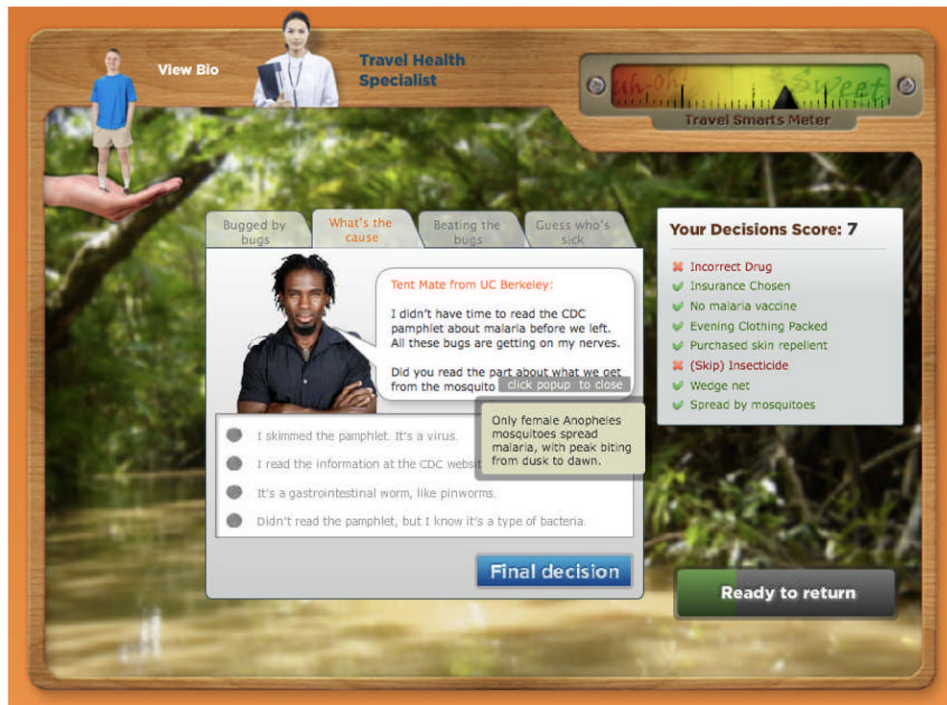 View Bio
Travel Health
Specialist
uh-oh!
Sweet
Travel Smarts Meter
Bugged by
bugs
What's the
cause
Beating the
bugs
Guess who's
sick
Tent Mate from UC Berkeley:
I didn't have time to read the CDC
pamphlet about malaria before we left.
All these bugs are getting on my nerves.
Did you read the part about what we get
from the mosquito
click popup to close
Only female Anopheles
mosquitoes spread
malaria, with peak biting
from dusk to dawn.
I skimmed the pamphlet. It's a virus.
I read the information at the CDC
It's a gastrointestinal worm, like pinworms.
Didn't read the pamphlet, but I know it's a type of bacteria.
Final decision
Your Decisions Score: 7
Incorrect Drug
Insurance Chosen
No malaria vaccine
Evening Clothing Packed
Purchased skin repellent
(Skip) Insecticide
Wedge net
Spread by mosquitoes
Ready to return